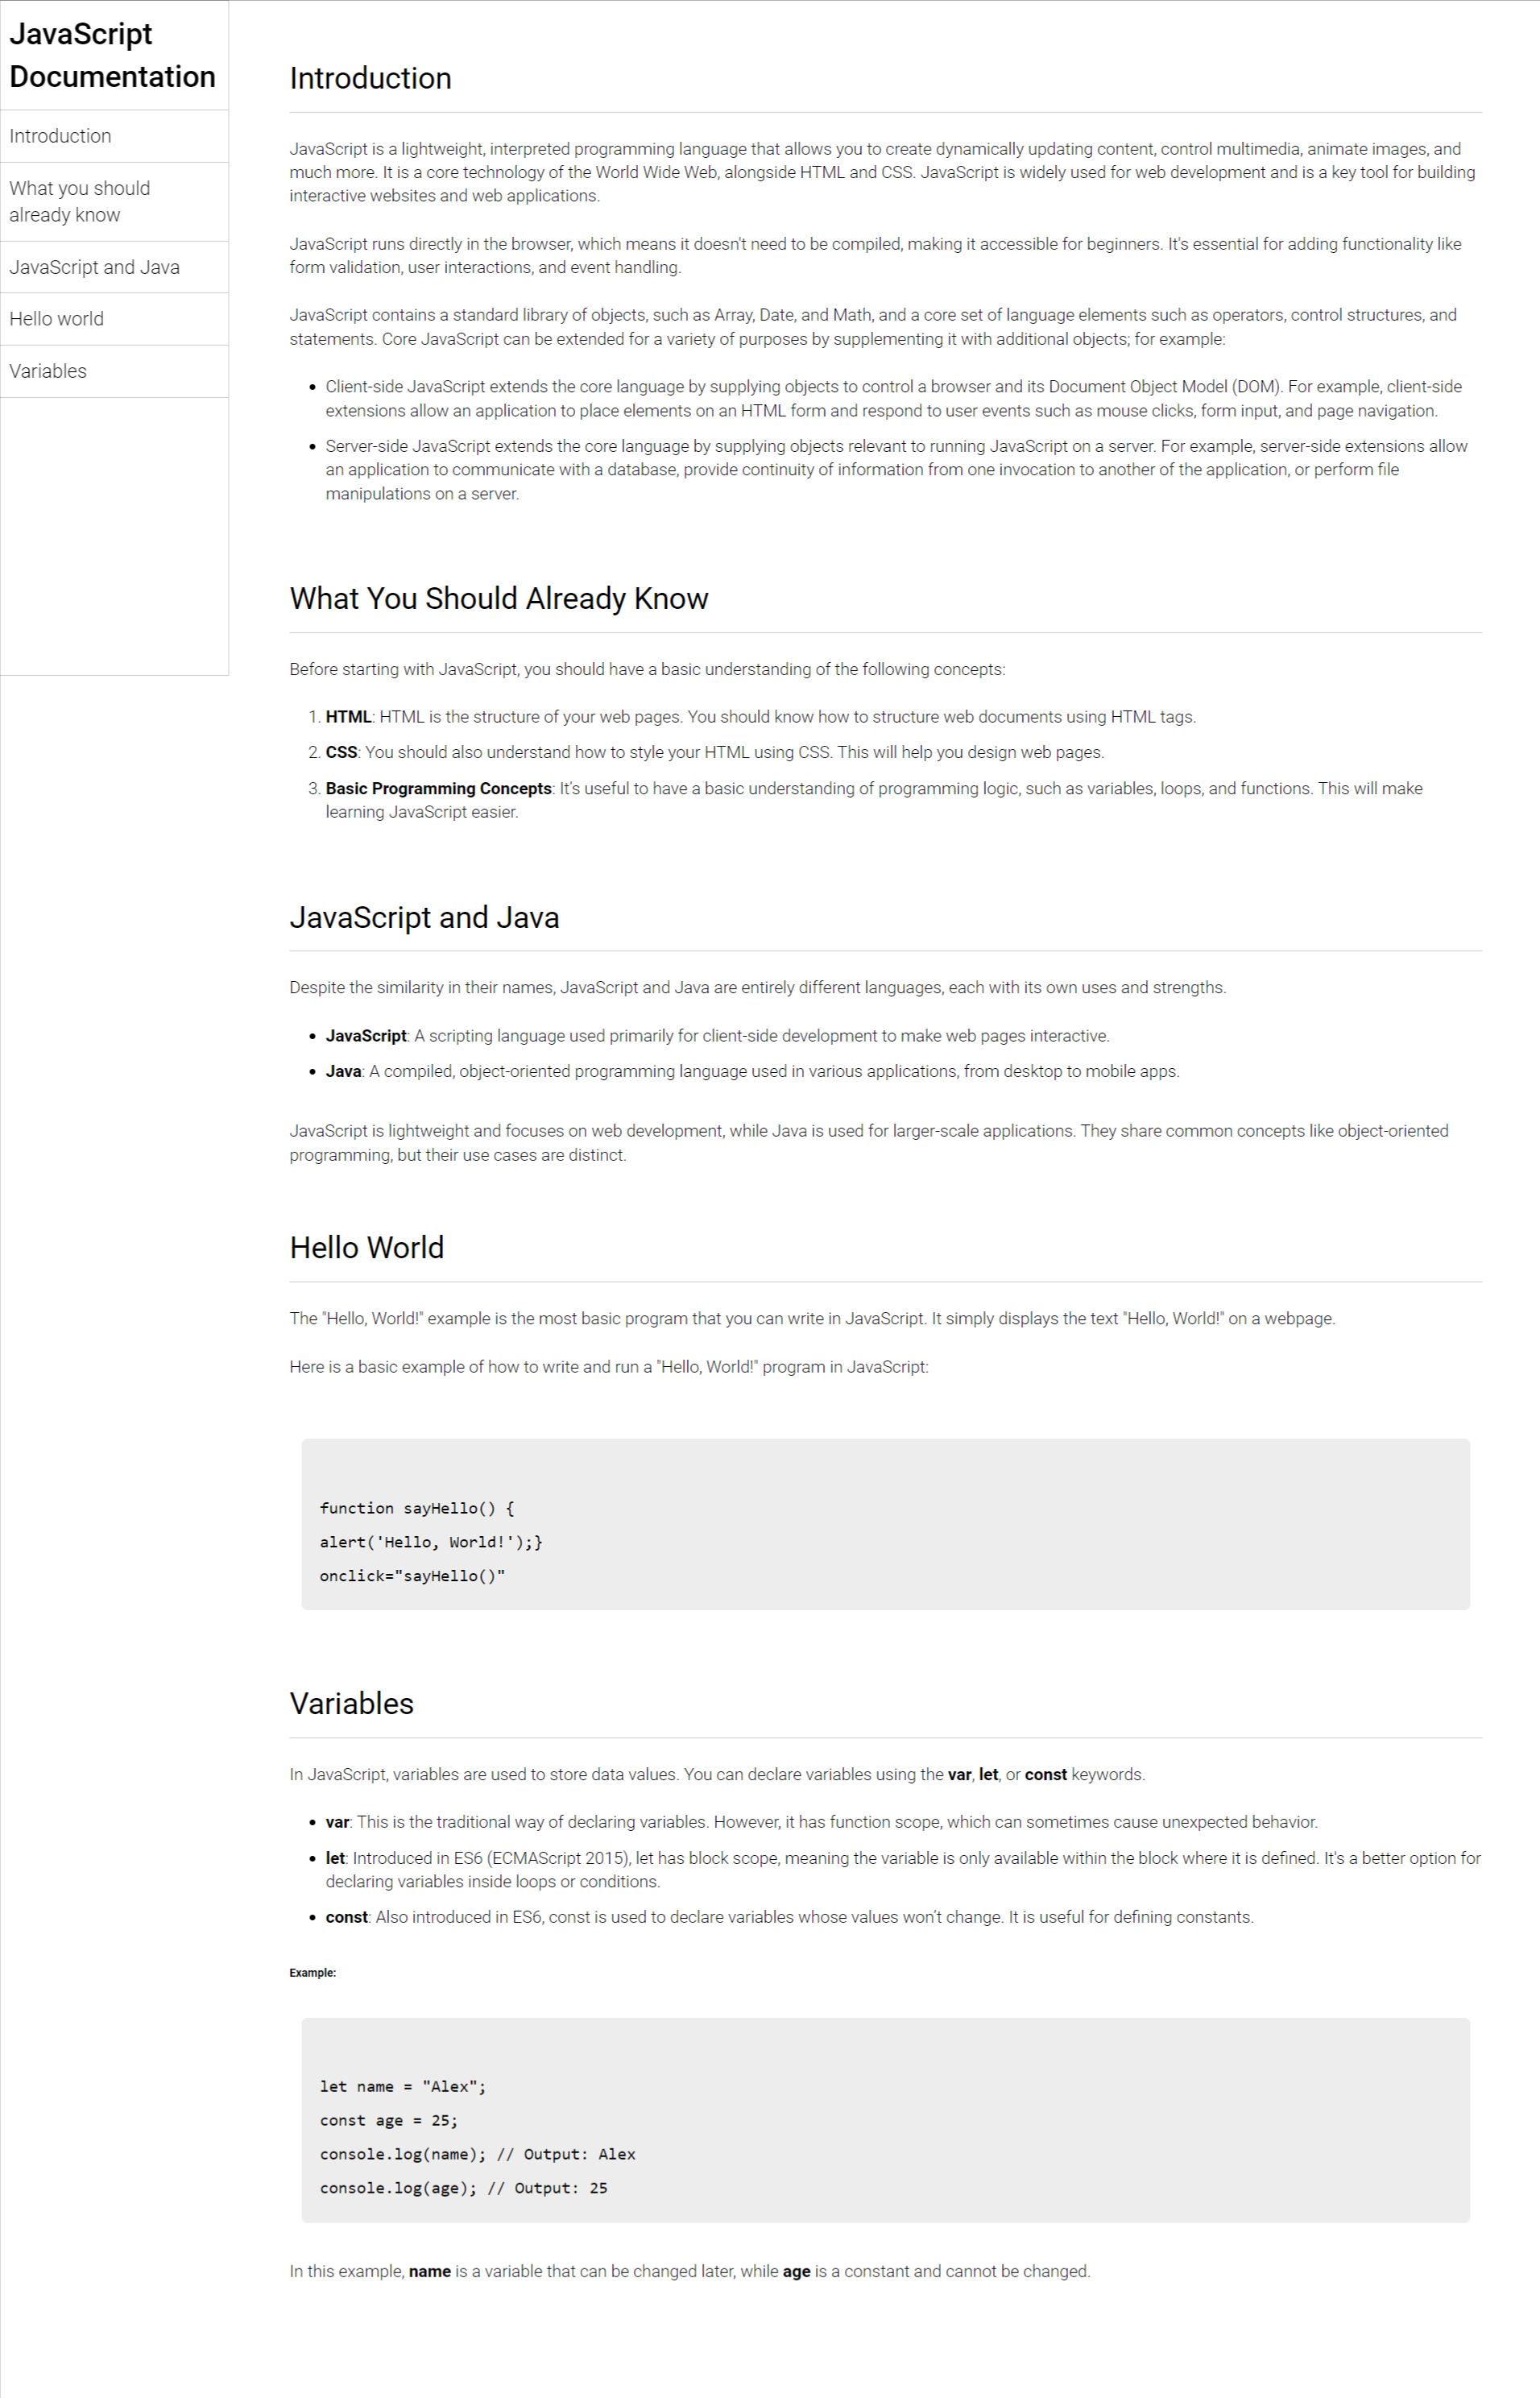 JavaScript
Documentation
Introduction
What you should
already know
JavaScript and Java
Hello world
Variables
Introduction
JavaScript is a lightweight, interpreted programming language that allows you to create dynamically updating content, control multimedia, animate images, and
much more. It is a core technology of the World Wide Web, alongside HTML and CSS. JavaScript is widely used for web development and is a key tool for building
interactive websites and web applications.
JavaScript runs directly in the browser, which means it doesn't need to be compiled, making it accessible for beginners. It's essential for adding functionality like
form validation, user interactions, and event handling.
JavaScript contains a standard library of objects, such as Array, Date, and Math, and a core set of language elements such as operators, control structures, and
statements. Core JavaScript can be extended for a variety of purposes by supplementing it with additional objects; for example:
• Client-side JavaScript extends the core language by supplying objects to control a browser and its Document Object Model (DOM). For example, client-side
extensions allow an application to place elements on an HTML form and respond to user events such as mouse clicks, form input, and page navigation.
• Server-side JavaScript extends the core language by supplying objects relevant to running JavaScript on a server. For example, server-side extensions allow
an application to communicate with a database, provide continuity of information from one invocation to another of the application, or perform file
manipulations on a server.
What You Should Already Know
Before starting with JavaScript, you should have a basic understanding of the following concepts:
1. HTML: HTML is the structure of your web pages. You should know how to structure web documents using HTML tags.
2. CSS: You should also understand how to style your HTML using CSS. This will help you design web pages.
3. Basic Programming Concepts: It’s useful to have a basic understanding of programming logic, such as variables, loops, and functions. This will make
learning JavaScript easier.
JavaScript and Java
Despite the similarity in their names, JavaScript and Java are entirely different languages, each with its own uses and strengths.
• JavaScript: A scripting language used primarily for client-side development to make web pages interactive.
• Java: A compiled, object-oriented programming language used in various applications, from desktop to mobile apps.
JavaScript is lightweight and focuses on web development, while Java is used for larger-scale applications. They share common concepts like object-oriented
programming, but their use cases are distinct.
Hello World
The "Hello, World!" example is the most basic program that you can write in JavaScript. It simply displays the text "Hello, World!" on a webpage.
Here is a basic example of how to write and run a "Hello, World!" program in JavaScript:
function sayHello() {
alert('Hello, World!');}
onclick="sayHello()"
Variables
In JavaScript, variables are used to store data values. You can declare variables using the var, let, or const keywords.
• var: This is the traditional way of declaring variables. However, it has function scope, which can sometimes cause unexpected behavior.
• let: Introduced in ES6 (ECMAScript 2015), let has block scope, meaning the variable is only available within the block where it is defined. It's a better option for
declaring variables inside loops or conditions.
• const: Also introduced in ES6, const is used to declare variables whose values won’t change. It is useful for defining constants.
Example:
let name = "Alex";
const age = 25;
console.log(name); // Output: Alex
console.log(age); // Output: 25
In this example, name is a variable that can be changed later, while age is a constant and cannot be changed.